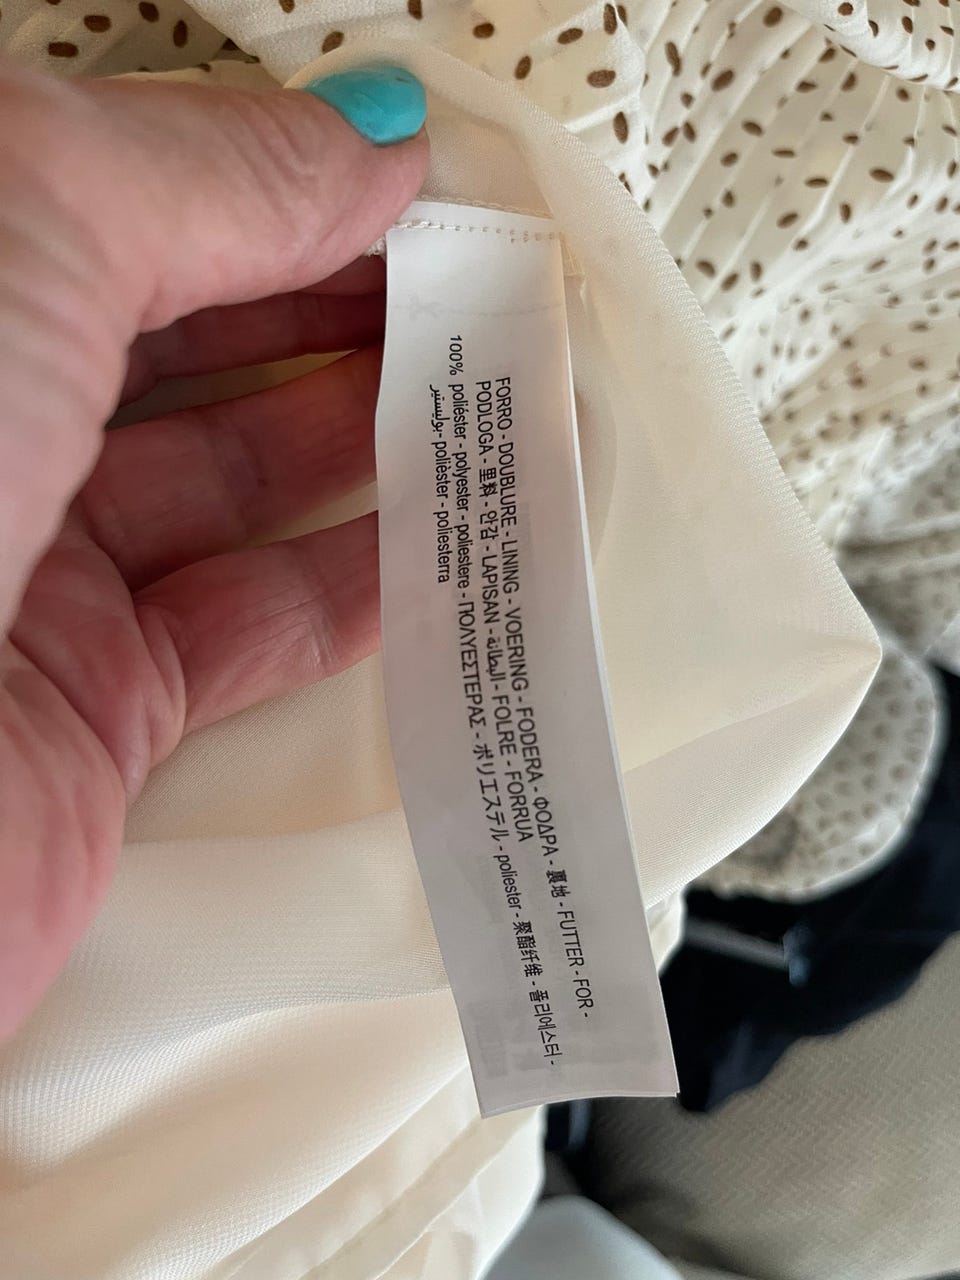 FORRO - DOUBLURE - LINING - VOERING - FODERA - ΦΟΔΡΑ - 裏地 - FUTTER - FOR -
PODLOGA - 里料 - 안감 - LAPISAN - البطانة - FOLRE - FORRUA
100% poliéster - polyester - poliestere - ΠΟΛΥΕΣΤΕΡΑΣ - ポリエステル - poliester - 聚酯纤维 - 폴리에스터 -
بوليستير - polièster - poliesterra